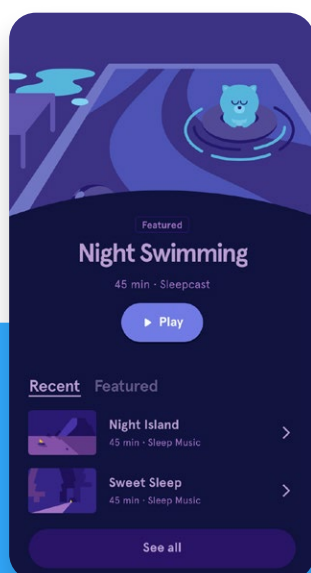 Featured
Night Swimming
45 min · Sleepcast
Play
Recent Featured
Night Island
45 min · Sleep Music
Sweet Sleep
45 min · Sleep Music
See all